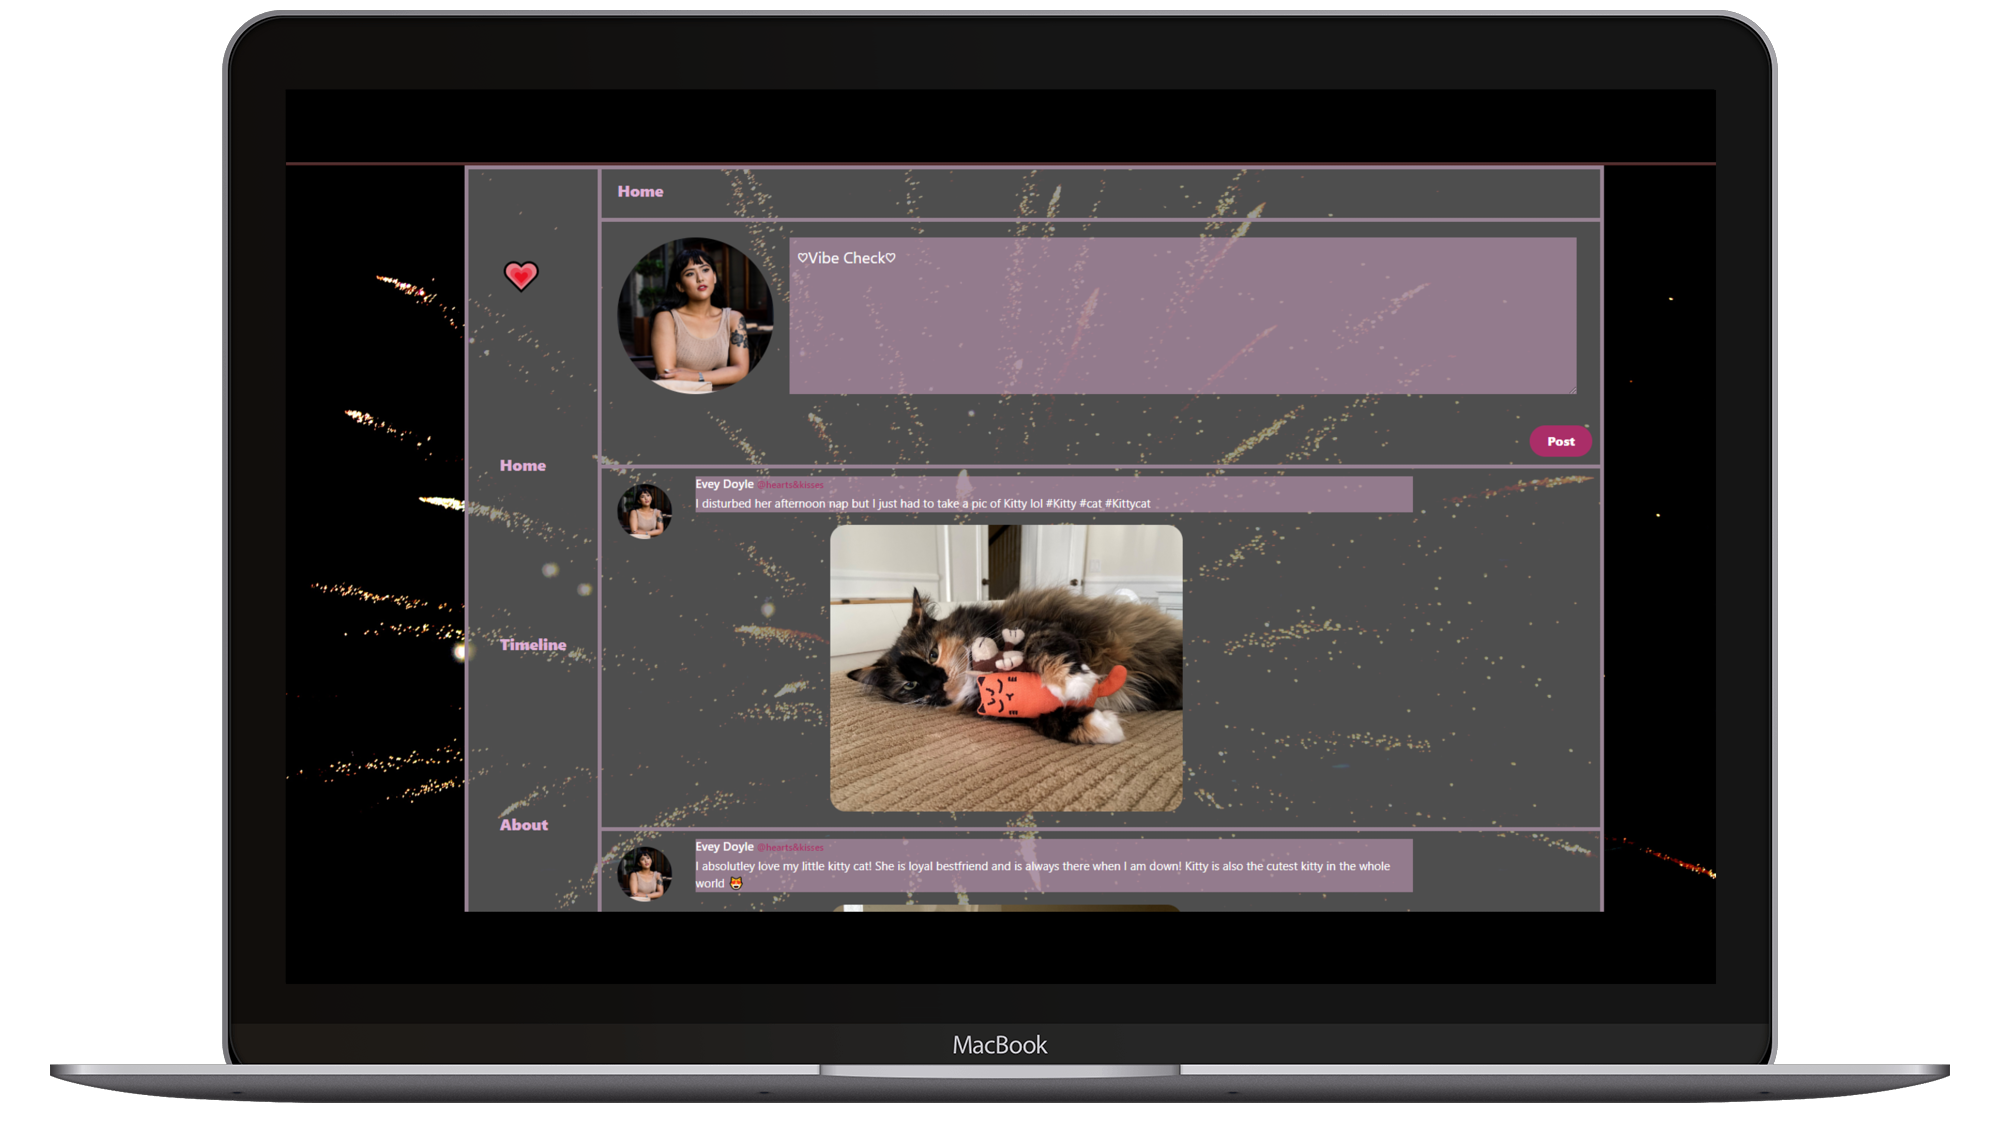 Home
♡Vibe Check♡
Post
Home
Timeline
About
Evey Doyle @hearts&kisses
I disturbed her afternoon nap but I just had to take a pic of Kitty lol #Kitty #cat #Kittycat
Evey Doyle @hearts&kisses
I absolutley love my little kitty cat! She is loyal bestfriend and is always there when I am down! Kitty is also the cutest kitty in the whole
world 😻
MacBook